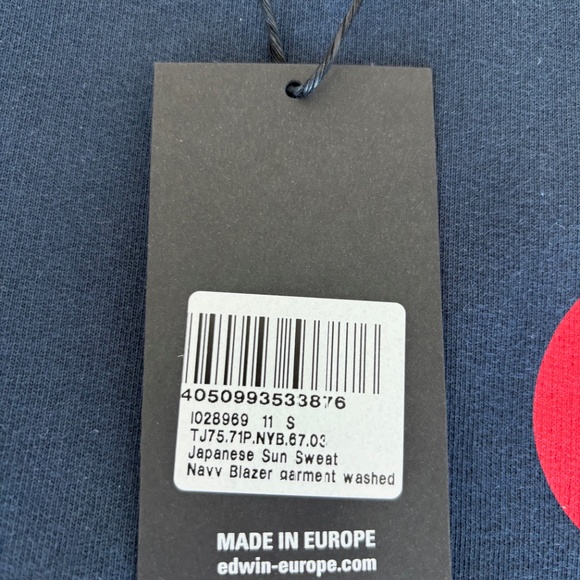 4050993533876
I028969 11 S
TJ75.71P.NYB.67.03
Japanese Sun Sweat
Navy Blazer garment washed
MADE IN EUROPE
edwin-europe.com